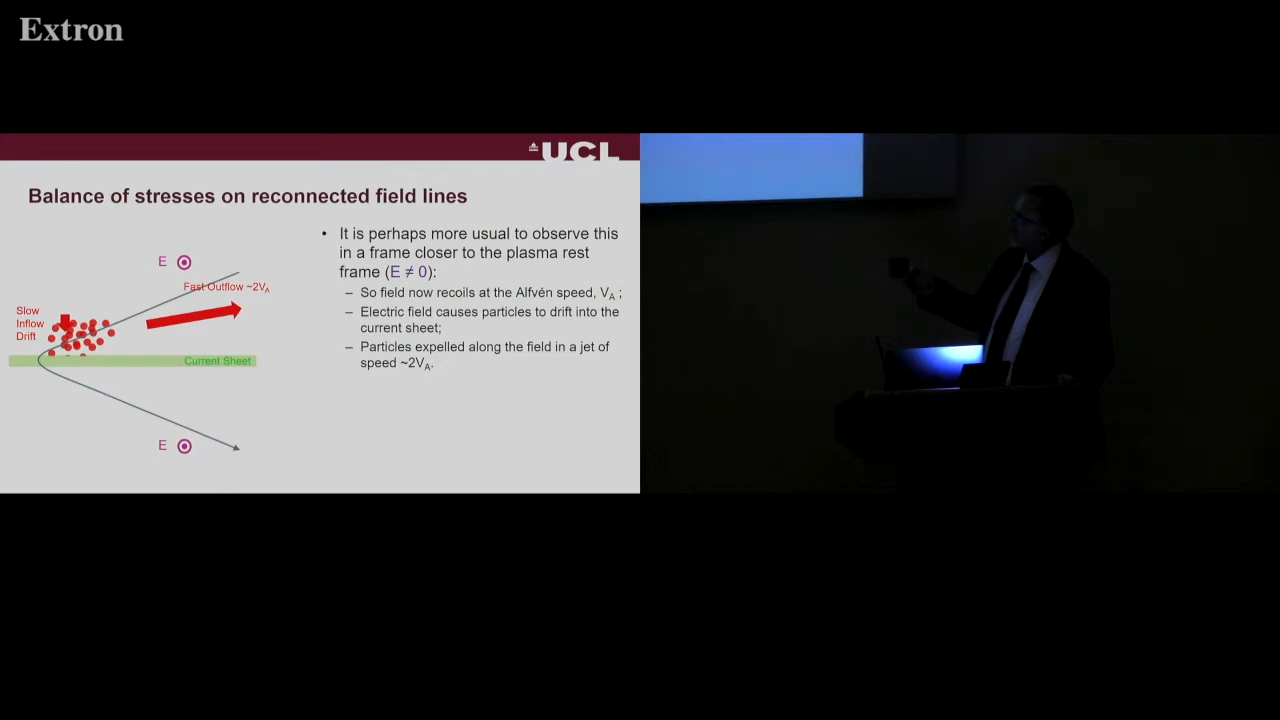 Extron
UCL
Balance of stresses on reconnected field lines
• It is perhaps more usual to observe this
in a frame closer to the plasma rest
frame (E ≠ 0):
– So field now recoils at the Alfvén speed, VA ;
– Electric field causes particles to drift into the
current sheet;
– Particles expelled along the field in a jet of
speed ~2VA.
E
Fast Outflow ~2VA
Slow
Inflow
Drift
Current Sheet
E